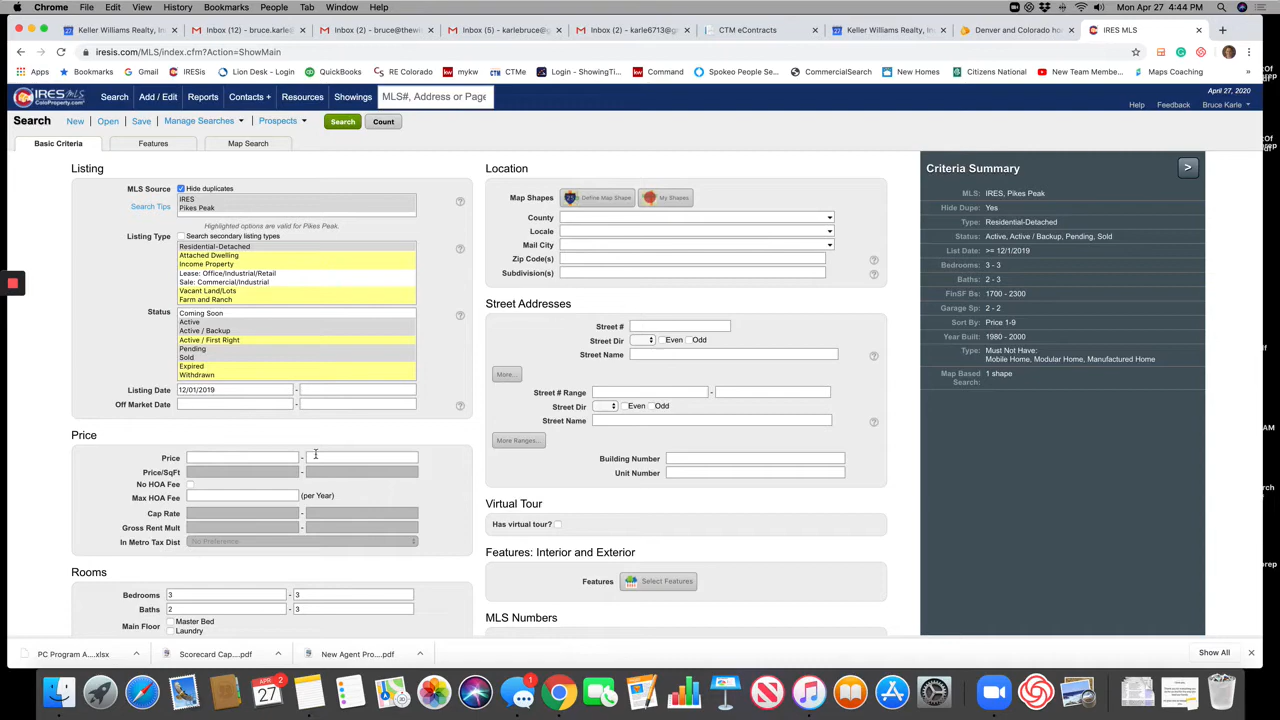 Chrome File Edit View History Bookmarks People Tab Window Help Mon Apr 27 4:44 PM
Keller Williams Realty Inbox (12) - bruce.karle Inbox (2) - bruce@thew Inbox (5) - karlebruce@g Inbox (2) - karle6713@g CTM eContracts Keller Williams Realty Denver and Colorado ho IRES MLS
iresis.com/MLS/index.cfm?Action=ShowMain
Apps Bookmarks Gmail IRESis Lion Desk - Login QuickBooks RE Colorado mykw CTMe Login - ShowingTi... Command Spokeo People Se... CommercialSearch New Homes Citizens National New Team Membe... Maps Coaching »
IRES MLS ColoProperty.com Search Add / Edit Reports Contacts + Resources Showings MLS#, Address or Page April 27, 2020
Help Feedback Bruce Karle
Search New Open Save Manage Searches Prospects Search Count
Basic Criteria Features Map Search
Listing
MLS Source Hide duplicates
IRES
Search Tips Pikes Peak
Highlighted options are valid for Pikes Peak.
Listing Type Search secondary listing types
Residential-Detached
Attached Dwelling
Income Property
Lease: Office/Industrial/Retail
Sale: Commercial/Industrial
Vacant Land/Lots
Farm and Ranch
Status Coming Soon
Active
Active / Backup
Active / First Right
Pending
Sold
Expired
Withdrawn
Listing Date 12/01/2019 -
Off Market Date -
Price
Price -
Price/SqFt -
No HOA Fee
Max HOA Fee (per Year)
Cap Rate -
Gross Rent Mult -
In Metro Tax Dist No Preference
Rooms
Bedrooms 3 - 3
Baths 2 - 3
Main Floor Master Bed
Laundry
Location
Map Shapes: Define Map Shape My Shapes
County
Locale
Mail City
Zip Code(s)
Subdivision(s)
Street Addresses
Street #
Street Dir Even Odd
Street Name
More...
Street # Range -
Street Dir Even Odd
Street Name
More Ranges...
Building Number
Unit Number
Virtual Tour
Has virtual tour?
Features: Interior and Exterior
Features Select Features
MLS Numbers
Criteria Summary >
MLS: IRES, Pikes Peak
Hide Dupe: Yes
Type: Residential-Detached
Status: Active, Active / Backup, Pending, Sold
List Date: >= 12/1/2019
Bedrooms: 3 - 3
Baths: 2 - 3
FinSF Bs: 1700 - 2300
Garage Sp: 2 - 2
Sort By: Price 1-9
Year Built: 1980 - 2000
Type: Must Not Have:
Mobile Home, Modular Home, Manufactured Home
Map Based Search: 1 shape
PC Program A....xlsx Scorecard Cap....pdf New Agent Pro....pdf Show All
APR 27 2 1